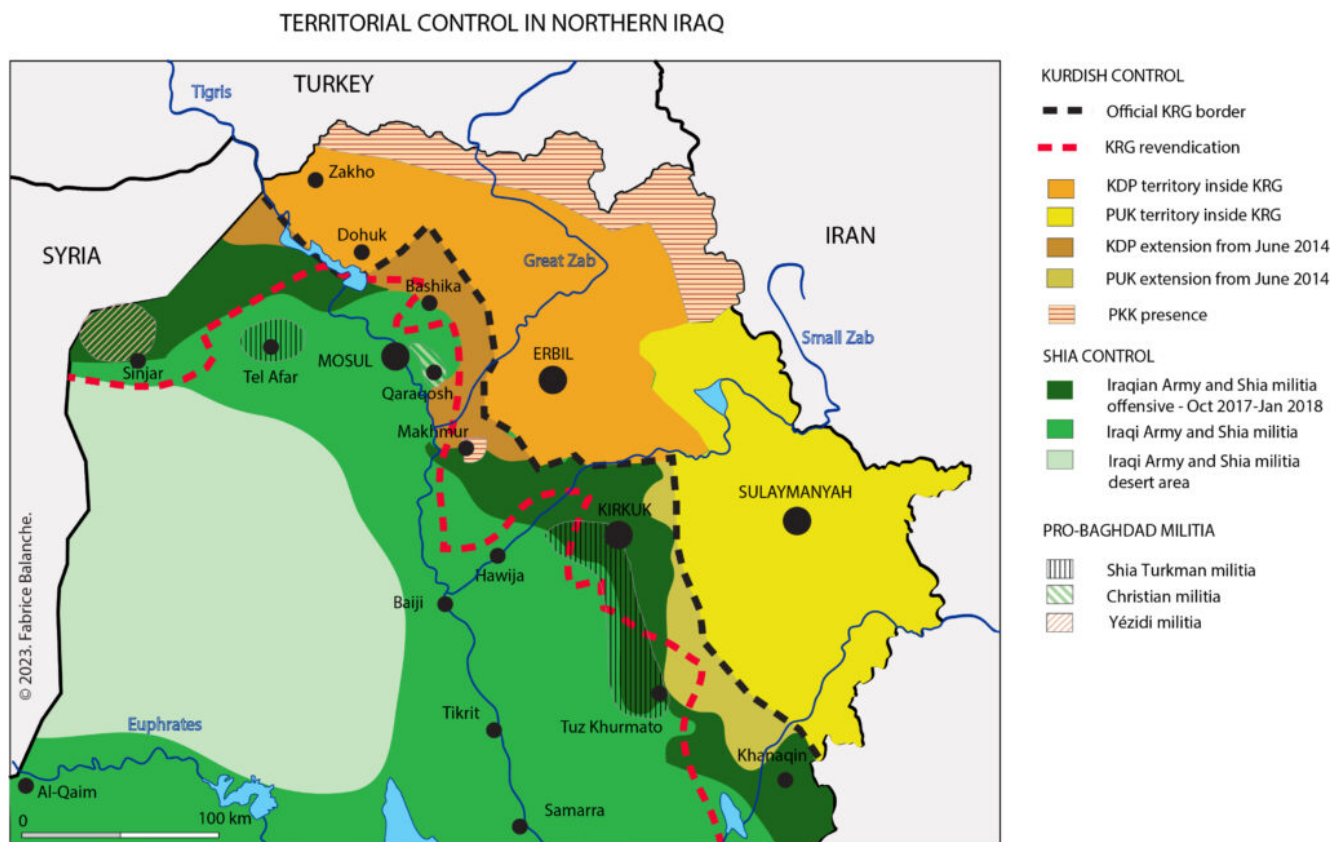 TERRITORIAL CONTROL IN NORTHERN IRAQ
TURKEY
Tigris
Zakho
SYRIA
IRAN
Dohuk
Great Zab
Bashika
Small Zab
MOSUL
ERBIL
Sinjar
Tel Afar
Qaraqosh
Makhmur
SULAYMANYAH
KIRKUK
Hawija
Baiji
© 2023. Fabrice Balanche.
Euphrates
Tikrit
Tuz Khurmato
Khanaqin
Al-Qaim
Samarra
0
100 km
KURDISH CONTROL
Official KRG border
KRG revendication
KDP territory inside KRG
PUK territory inside KRG
KDP extension from June 2014
PUK extension from June 2014
PKK presence
SHIA CONTROL
Iraqian Army and Shia militia
offensive - Oct 2017-Jan 2018
Iraqi Army and Shia militia
Iraqi Army and Shia militia
desert area
PRO-BAGHDAD MILITIA
Shia Turkman militia
Christian militia
Yézidi militia